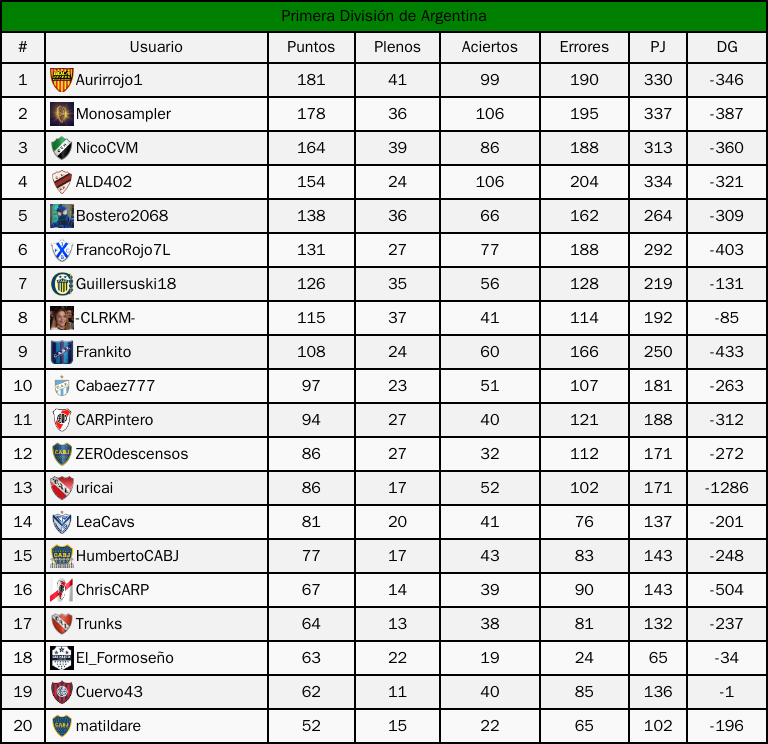 Primera División de Argentina
# Usuario Puntos Plenos Aciertos Errores PJ DG
1 Aurirrojo1 181 41 99 190 330 -346
2 Monosampler 178 36 106 195 337 -387
3 NicoCVM 164 39 86 188 313 -360
4 ALD402 154 24 106 204 334 -321
5 Bostero2068 138 36 66 162 264 -309
6 FrancoRojo7L 131 27 77 188 292 -403
7 Guillersuski18 126 35 56 128 219 -131
8 -CLRKM- 115 37 41 114 192 -85
9 Frankito 108 24 60 166 250 -433
10 Cabaez777 97 23 51 107 181 -263
11 CARPintero 94 27 40 121 188 -312
12 ZER0descensos 86 27 32 112 171 -272
13 uricai 86 17 52 102 171 -1286
14 LeaCavs 81 20 41 76 137 -201
15 HumbertoCABJ 77 17 43 83 143 -248
16 ChrisCARP 67 14 39 90 143 -504
17 Trunks 64 13 38 81 132 -237
18 El_Formoseño 63 22 19 24 65 -34
19 Cuervo43 62 11 40 85 136 -1
20 matildare 52 15 22 65 102 -196